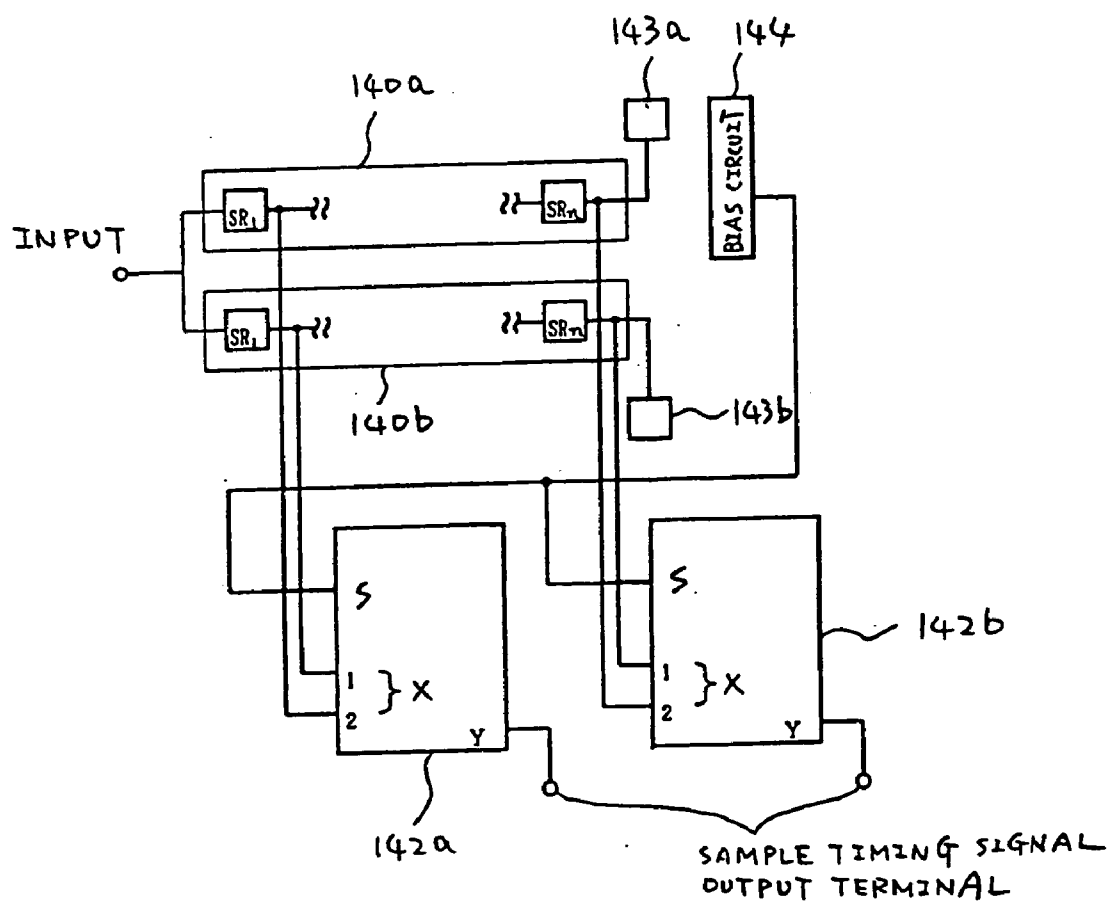 143a
144
140a
BIAS CIRCUIT
SR1
SRn
INPUT
SR1
SRn
140b
143b
S
S
142b
1
} X
2
1
} X
2
Y
Y
142a
SAMPLE TIMING SIGNAL
OUTPUT TERMINAL